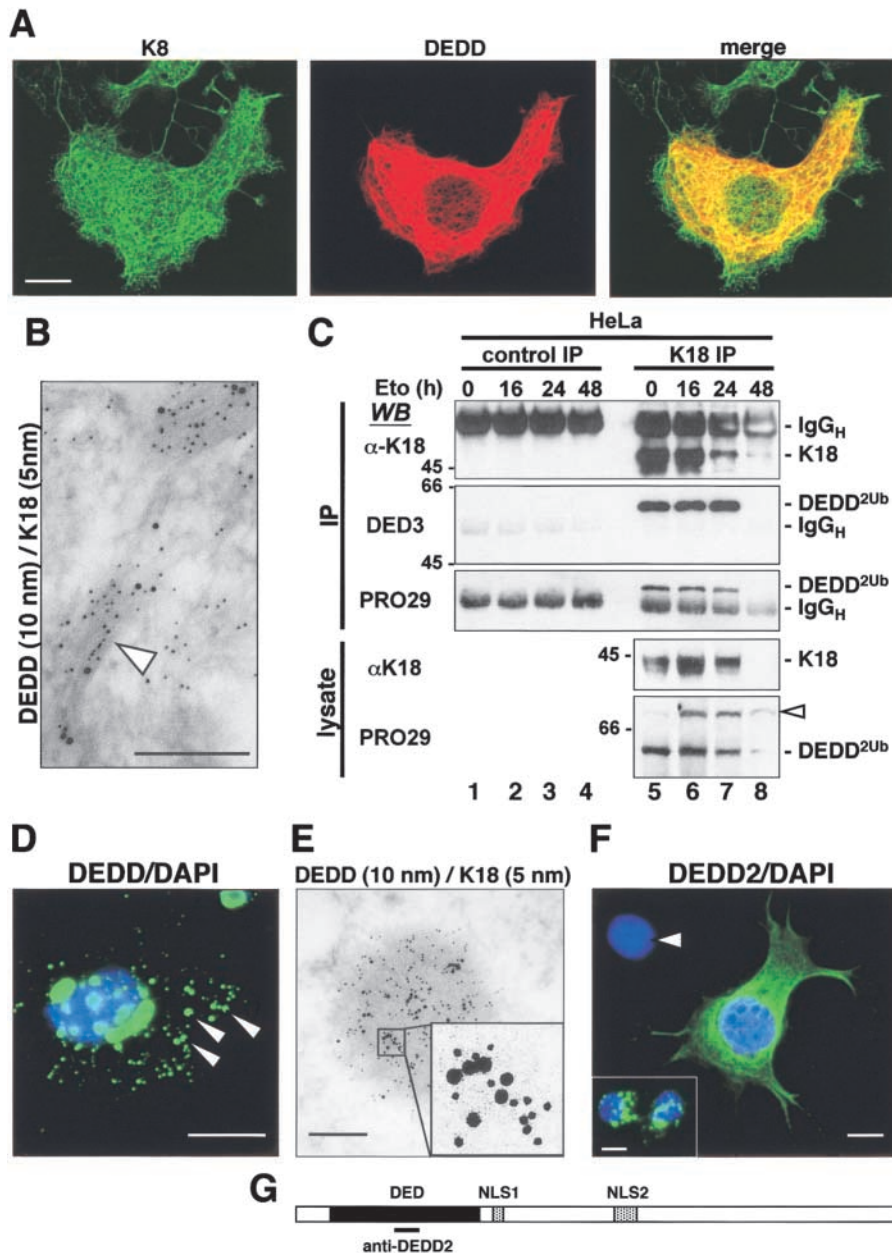 A
K8
DEDD
merge
B
DEDD (10 nm) / K18 (5nm)
C
HeLa
control IP
K18 IP
Eto (h) 0 16 24 48 0 16 24 48
WB
IP
α-K18
45 -
- IgGH
- K18
66 -
DED3
45 -
- DEDD2Ub
- IgGH
PRO29
- DEDD2Ub
- IgGH
lysate
αK18
45 -
- K18
PRO29
66 -
- DEDD2Ub
1 2 3 4 5 6 7 8
D
DEDD/DAPI
E
DEDD (10 nm) / K18 (5 nm)
F
DEDD2/DAPI
G
DED
NLS1
NLS2
anti-DEDD2